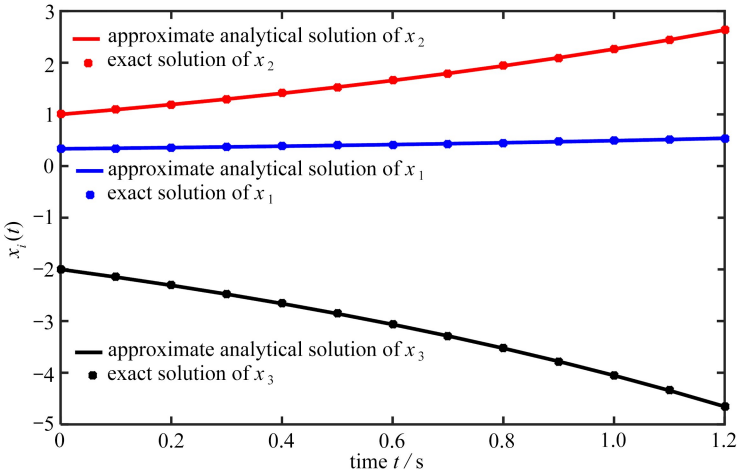 3
approximate analytical solution of x2
exact solution of x2
2
1
0
approximate analytical solution of x1
exact solution of x1
−1
xi(t)
−2
−3
approximate analytical solution of x3
exact solution of x3
−4
−5
0 0.2 0.4 0.6 0.8 1.0 1.2
time t / s